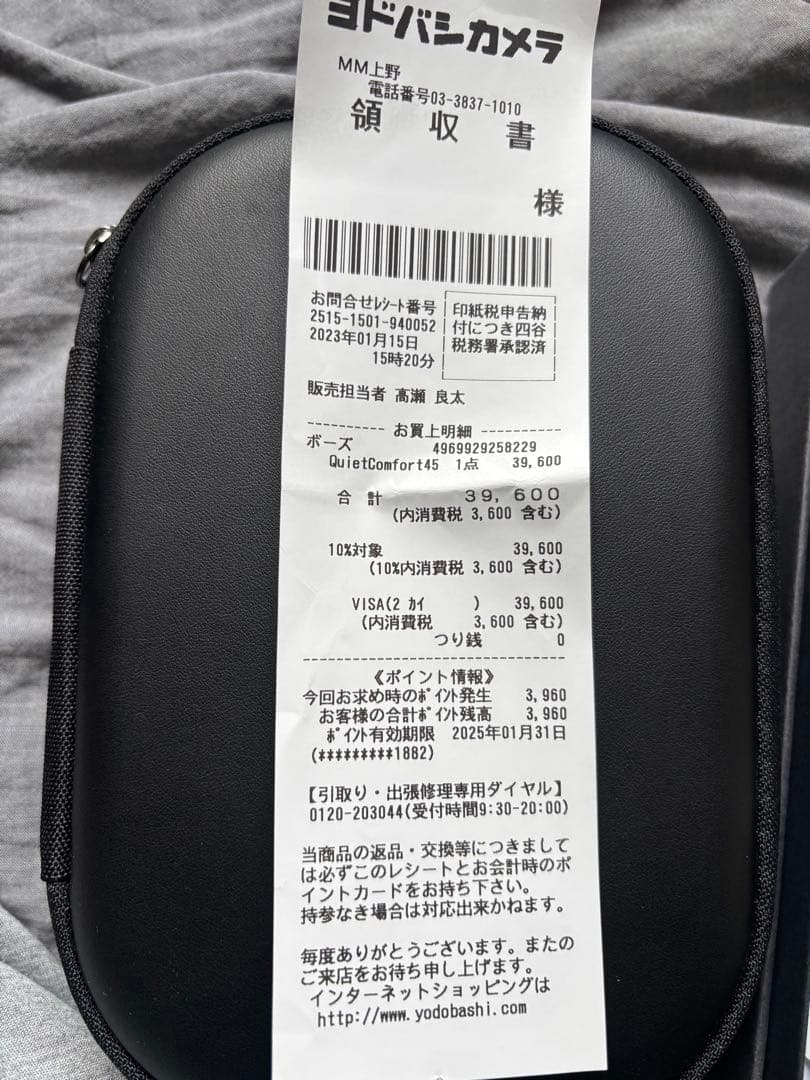 ヨドバシカメラ
MM上野
電話番号03-3837-1010
領 収 書
様
お問合せﾚｼｰﾄ番号
2515-1501-940052
2023年01月15日
15時20分
印紙税申告納
付につき四谷
税務署承認済
販売担当者 高瀬 良太
---------- お買上明細 ----------
ボーズ 4969929258229
QuietComfort45 1点 39,600
合 計 39,600
(内消費税 3,600 含む)
10%対象 39,600
(10%内消費税 3,600 含む)
VISA(2 ｶｲ ) 39,600
(内消費税 3,600 含む)
つり銭 0
《ポイント情報》
今回お求め時のﾎﾟｲﾝﾄ発生 3,960
お客様の合計ﾎﾟｲﾝﾄ残高 3,960
ﾎﾟｲﾝﾄ有効期限 2025年01月31日
(*********1882)
【引取り・出張修理専用ダイヤル】
0120-203044(受付時間9:30-20:00)
当商品の返品・交換等につきまして
は必ずこのレシートとお会計時のポ
イントカードをお持ち下さい。
持参なき場合は対応出来かねます。
毎度ありがとうございます。またの
ご来店をお待ち申し上げます。
インターネットショッピングは
http://www.yodobashi.com